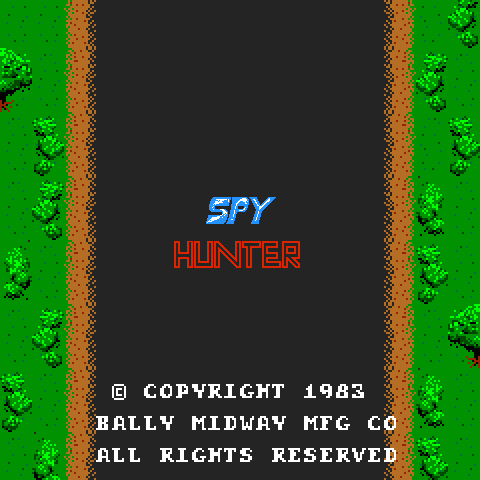 SPY
HUNTER
© COPYRIGHT 1983
BALLY MIDWAY MFG CO
ALL RIGHTS RESERVED